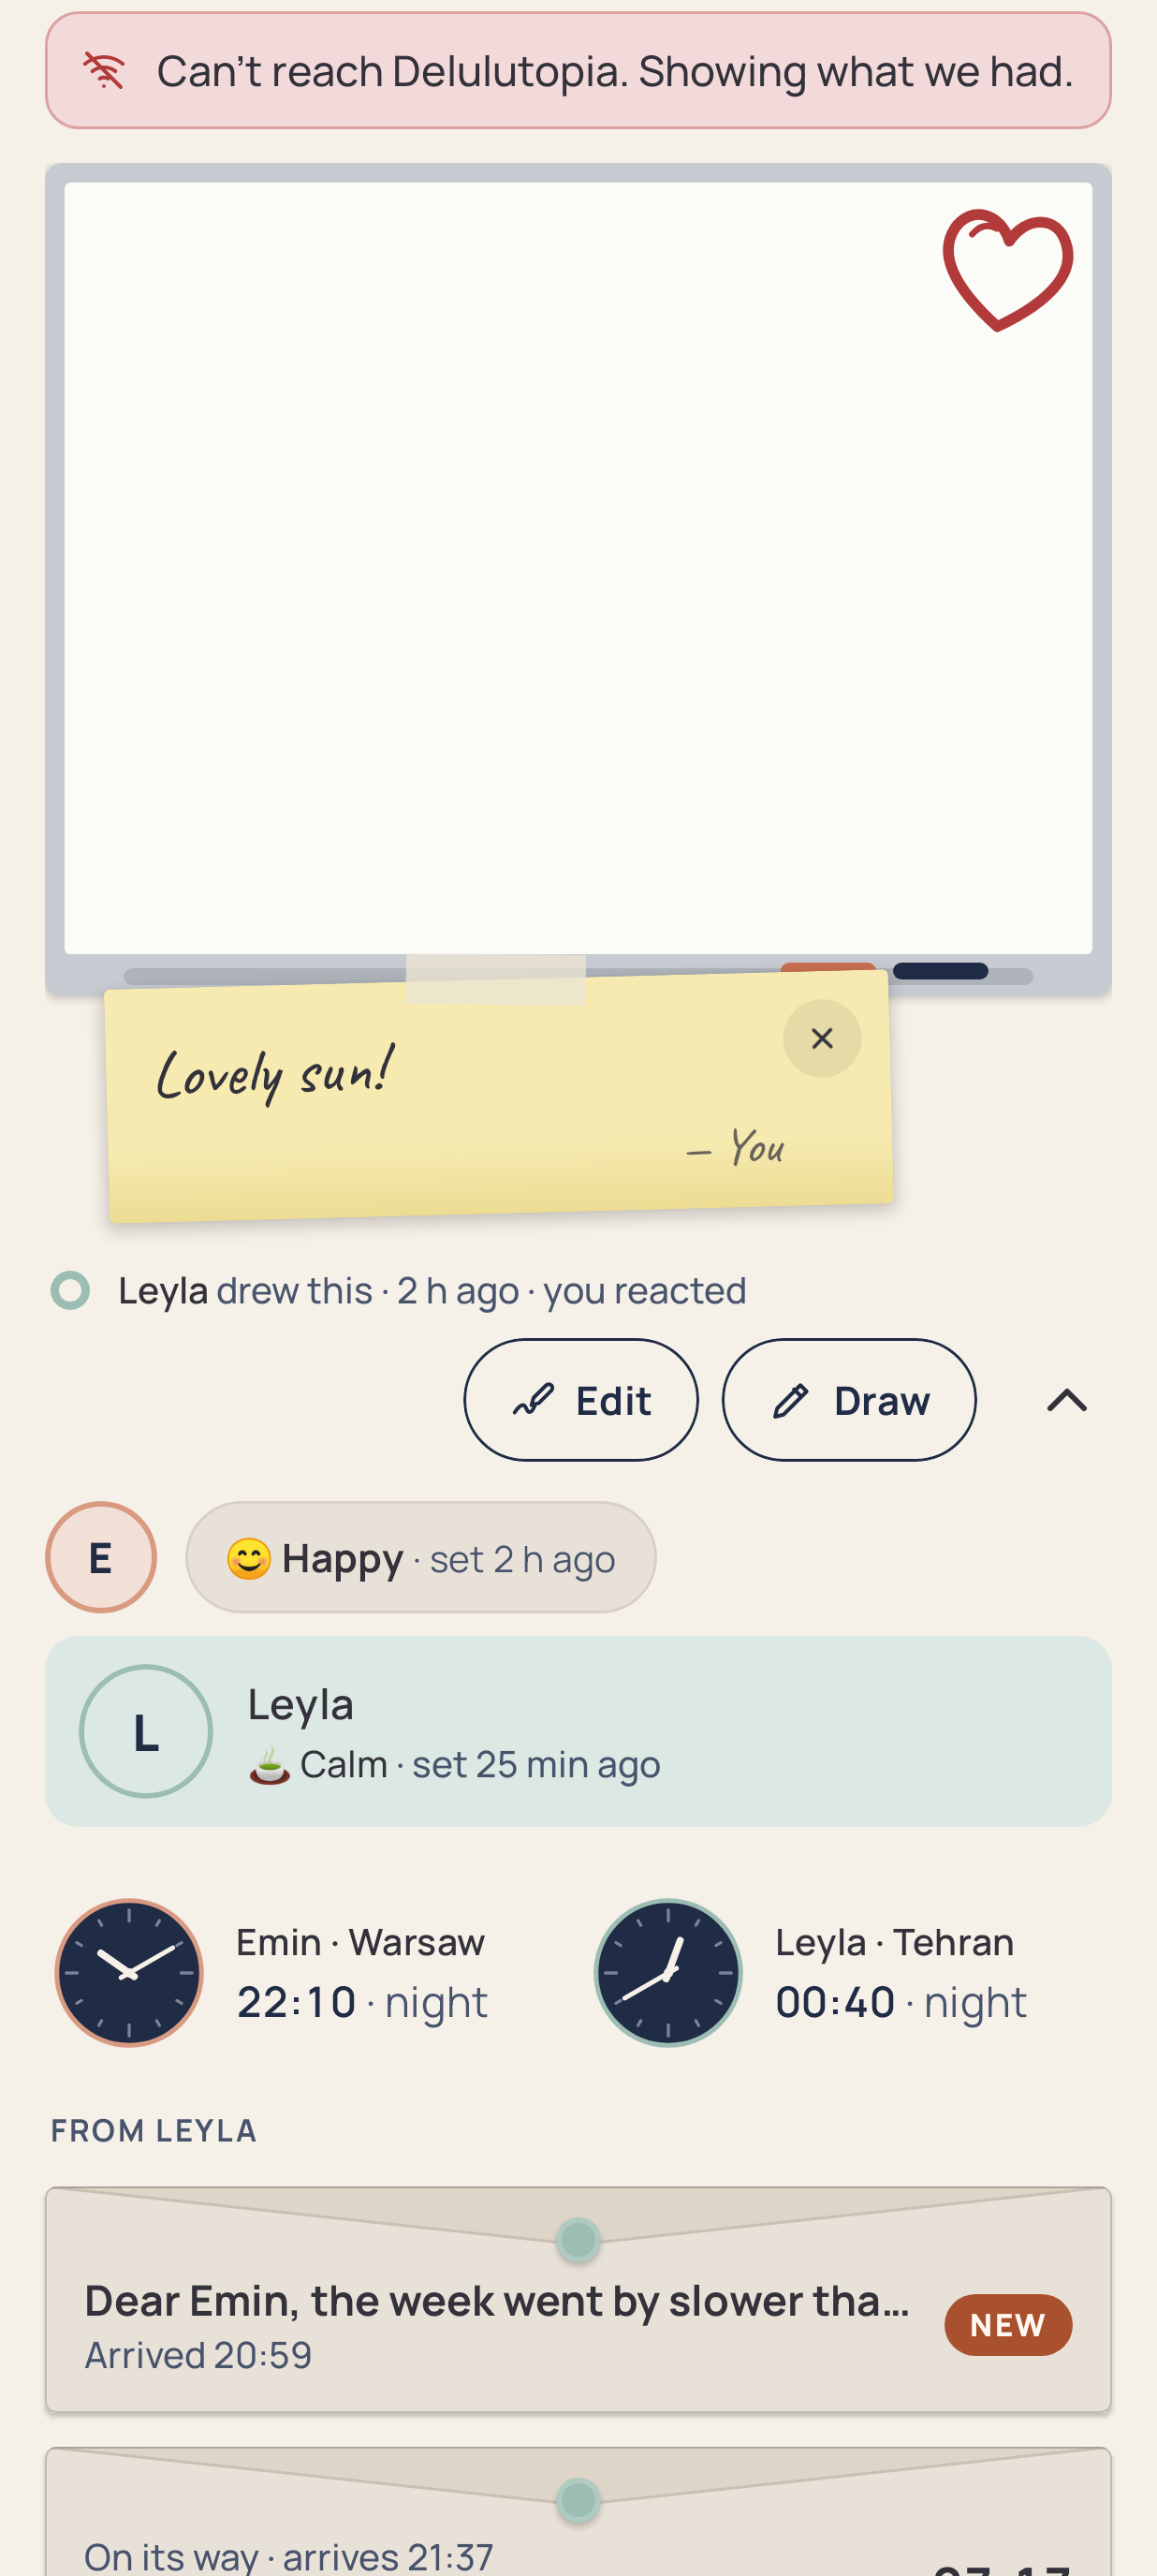 Can't reach Delulutopia. Showing what we had.
Lovely sun!
– You
Leyla drew this · 2 h ago · you reacted
Edit
Draw
E
😊 Happy · set 2 h ago
L
Leyla
🍵 Calm · set 25 min ago
Emin · Warsaw
22:10 · night
Leyla · Tehran
00:40 · night
FROM LEYLA
Dear Emin, the week went by slower tha…
NEW
Arrived 20:59
On its way · arrives 21:37